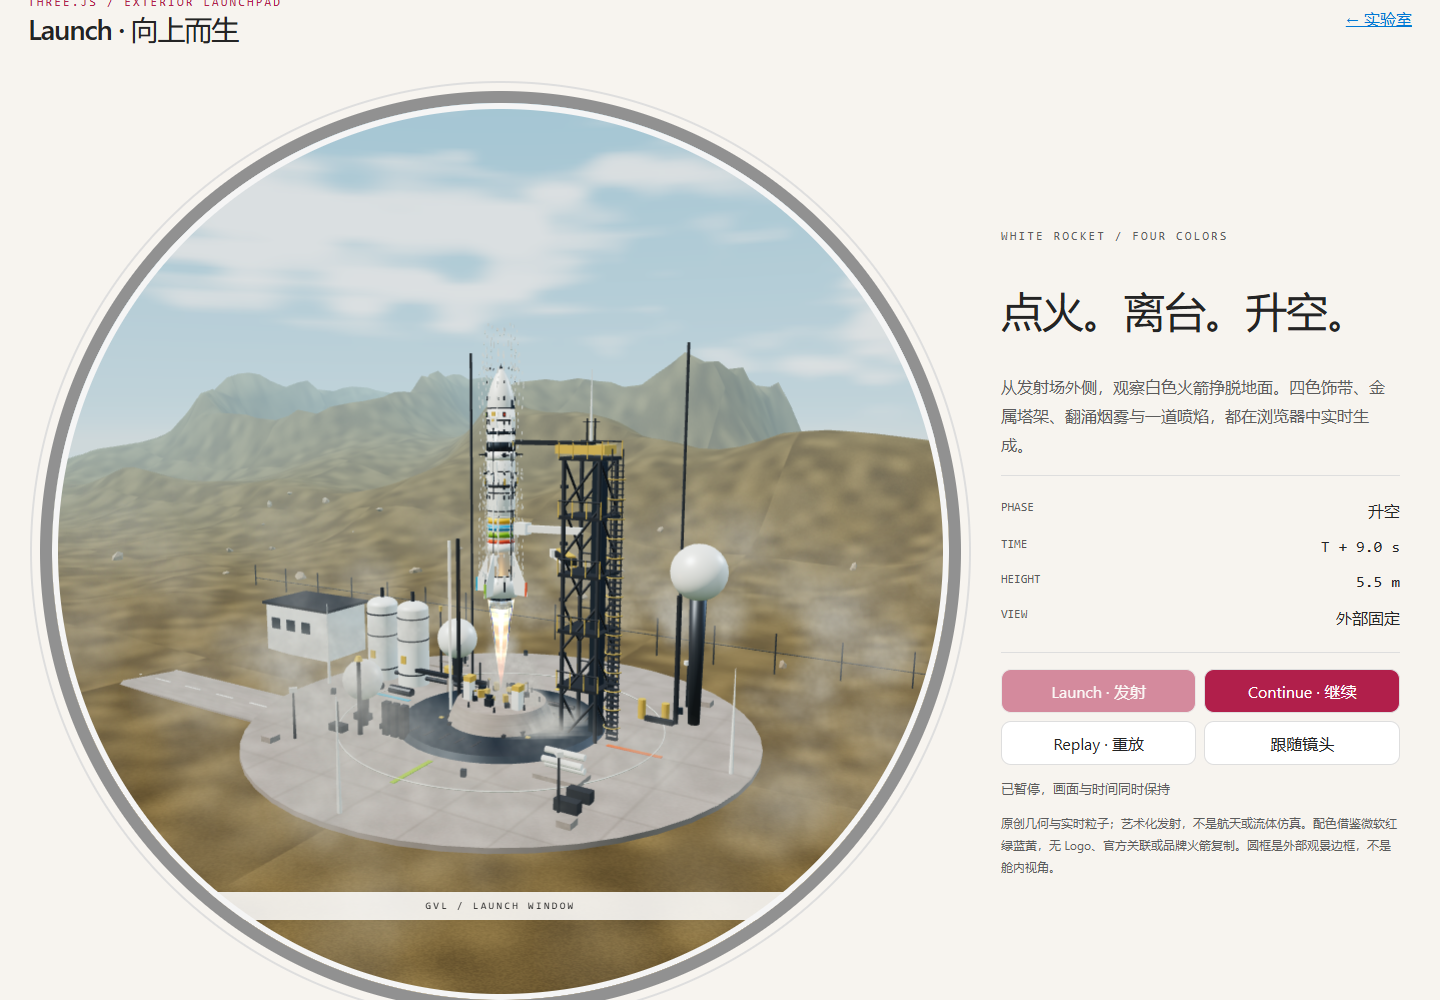 THREE.JS / EXTERIOR LAUNCHPAD
Launch · 向上而生
← 实验室
WHITE ROCKET / FOUR COLORS
点火。离台。升空。
从发射场外侧，观察白色火箭挣脱地面。四色饰带、金
属塔架、翻涌烟雾与一道喷焰，都在浏览器中实时生
成。
PHASE 升空
TIME T + 9.0 s
HEIGHT 5.5 m
VIEW 外部固定
Launch · 发射 Continue · 继续
Replay · 重放 跟随镜头
已暂停，画面与时间同时保持
原创几何与实时粒子；艺术化发射，不是航天或流体仿真。配色借鉴微软红
绿蓝黄，无 Logo、官方关联或品牌火箭复制。圆框是外部观景边框，不是
舱内视角。
GVL / LAUNCH WINDOW